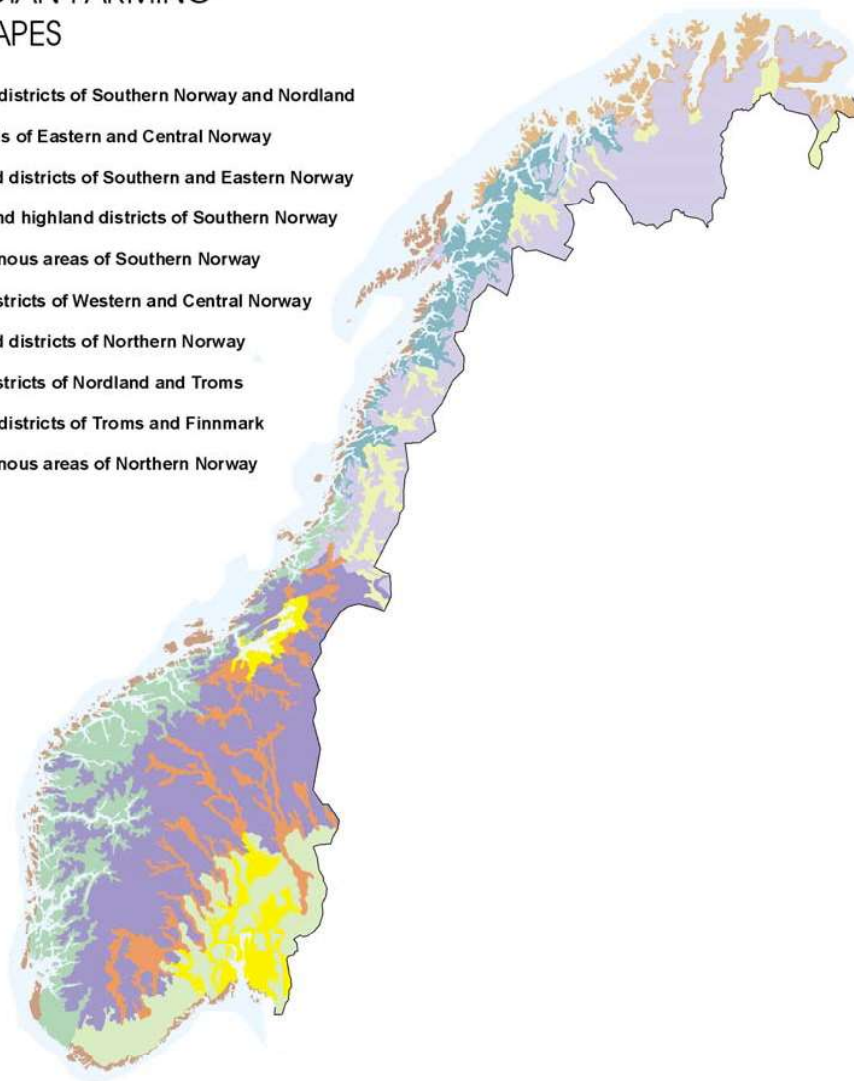 GIAN FARMING
APES
districts of Southern Norway and Nordland
s of Eastern and Central Norway
d districts of Southern and Eastern Norway
nd highland districts of Southern Norway
nous areas of Southern Norway
stricts of Western and Central Norway
d districts of Northern Norway
stricts of Nordland and Troms
districts of Troms and Finnmark
nous areas of Northern Norway